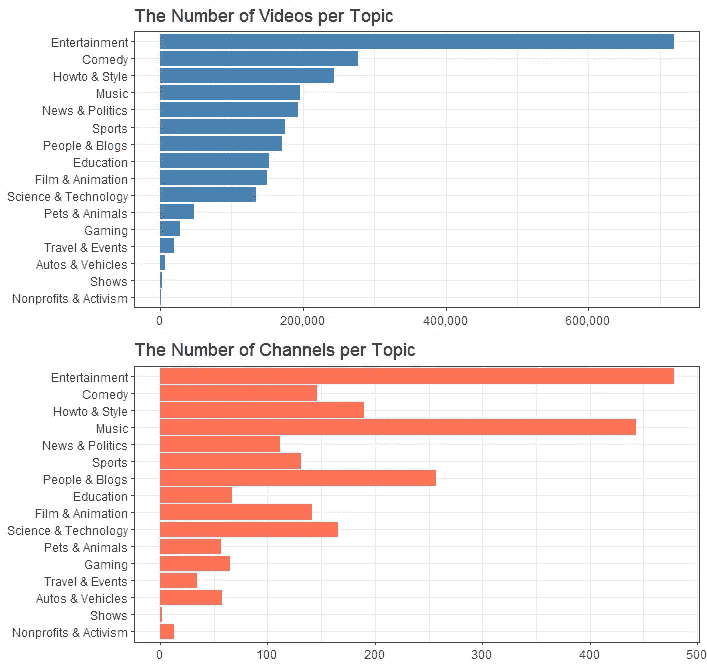 The Number of Videos per Topic
Entertainment
Comedy
Howto & Style
Music
News & Politics
Sports
People & Blogs
Education
Film & Animation
Science & Technology
Pets & Animals
Gaming
Travel & Events
Autos & Vehicles
Shows
Nonprofits & Activism
0 200,000 400,000 600,000
The Number of Channels per Topic
Entertainment
Comedy
Howto & Style
Music
News & Politics
Sports
People & Blogs
Education
Film & Animation
Science & Technology
Pets & Animals
Gaming
Travel & Events
Autos & Vehicles
Shows
Nonprofits & Activism
0 100 200 300 400 500